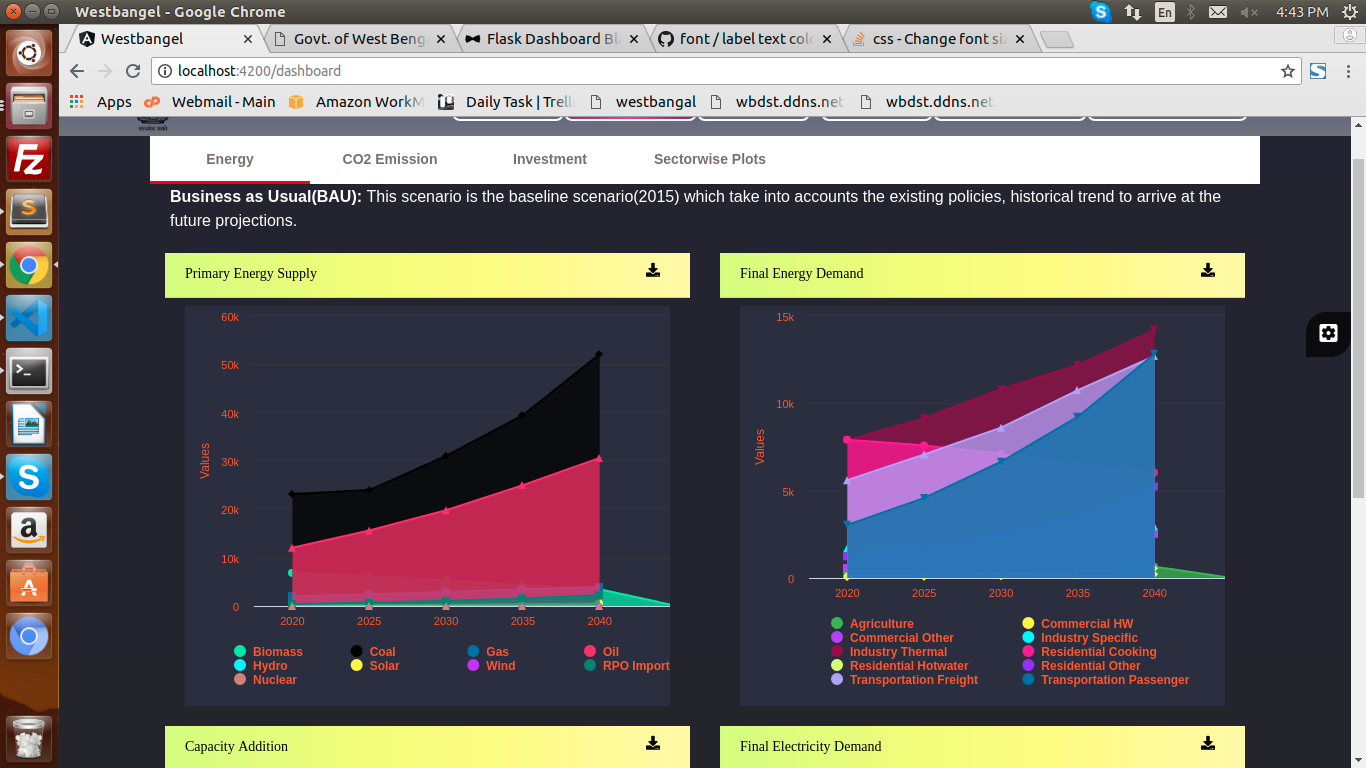 Westbangel - Google Chrome
En
4:43 PM
Westbangel
Govt. of West Beng
Flask Dashboard Bla
font / label text colo
css - Change font siz
localhost:4200/dashboard
Apps
Webmail - Main
Amazon WorkM
Daily Task | Trell
westbangal
wbdst.ddns.net
wbdst.ddns.net
Energy
CO2 Emission
Investment
Sectorwise Plots
Business as Usual(BAU): This scenario is the baseline scenario(2015) which take into accounts the existing policies, historical trend to arrive at the
future projections.
Primary Energy Supply
60k
50k
40k
30k
20k
10k
0
Values
2020
2025
2030
2035
2040
Biomass
Coal
Gas
Oil
Hydro
Solar
Wind
RPO Import
Nuclear
Final Energy Demand
15k
10k
5k
0
Values
2020
2025
2030
2035
2040
Agriculture
Commercial HW
Commercial Other
Industry Specific
Industry Thermal
Residential Cooking
Residential Hotwater
Residential Other
Transportation Freight
Transportation Passenger
Capacity Addition
Final Electricity Demand